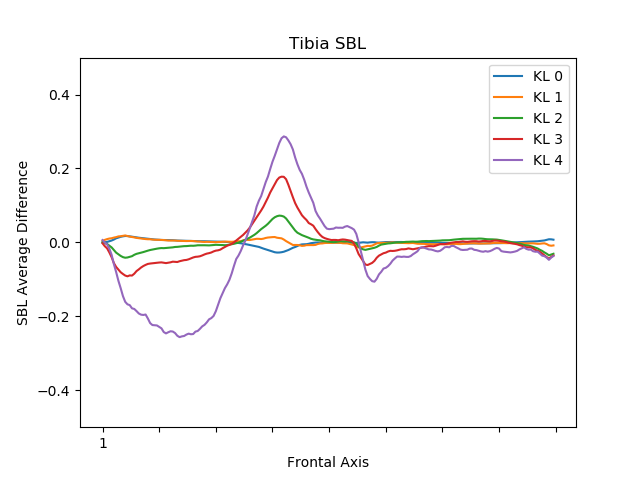 Tibia SBL
KL 0
KL 1
KL 2
KL 3
KL 4
0.4
0.2
0.0
−0.2
−0.4
SBL Average Difference
1
Frontal Axis